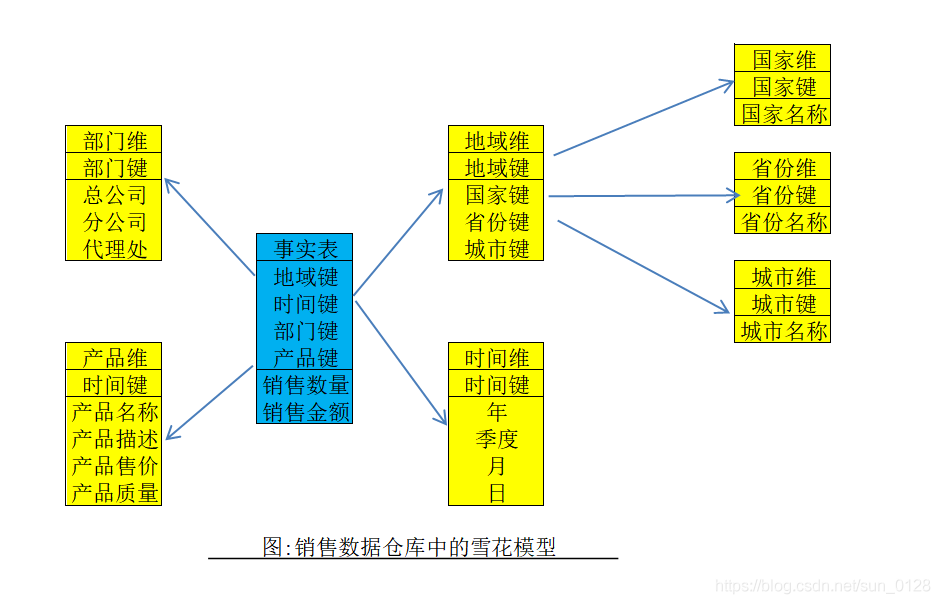 国家维
国家键
国家名称
部门维
部门键
总公司
分公司
代理处
地域维
地域键
国家键
省份键
城市键
省份维
省份键
省份名称
事实表
地域键
时间键
部门键
产品键
销售数量
销售金额
城市维
城市键
城市名称
产品维
时间键
产品名称
产品描述
产品售价
产品质量
时间维
时间键
年
季度
月
日
图:销售数据仓库中的雪花模型
https://blog.csdn.net/sun_0128